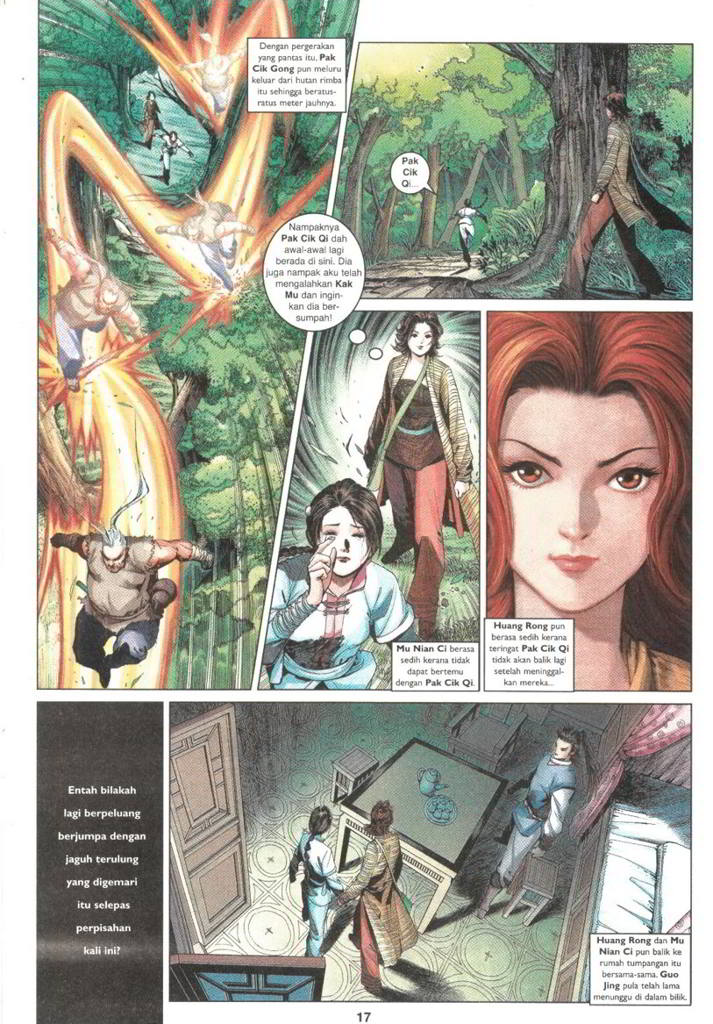 Dengan pergerakan
yang pantas itu, Pak
Cik Gong pun meluru
keluar dari hutan rimba
itu sehingga beratus-
ratus meter jauhnya.
Pak
Cik
Qi...
Nampaknya
Pak Cik Qi dah
awal-awal lagi
berada di sini. Dia
juga nampak aku telah
mengalahkan Kak
Mu dan ingin-
kan dia ber-
sumpah!
Mu Nian Ci berasa
sedih kerana tidak
dapat bertemu
dengan Pak Cik Qi.
Huang Rong pun
berasa sedih kerana
teringat Pak Cik Qi
tidak akan balik lagi
setelah meninggal-
kan mereka...
Entah bilakah
lagi berpeluang
berjumpa dengan
jaguh terulung
yang digemari
itu selepas
perpisahan
kali ini?
Huang Rong dan Mu
Nian Ci pun balik ke
rumah tumpangan itu
bersama-sama. Guo
Jing pula telah lama
menunggu di dalam bilik.
17